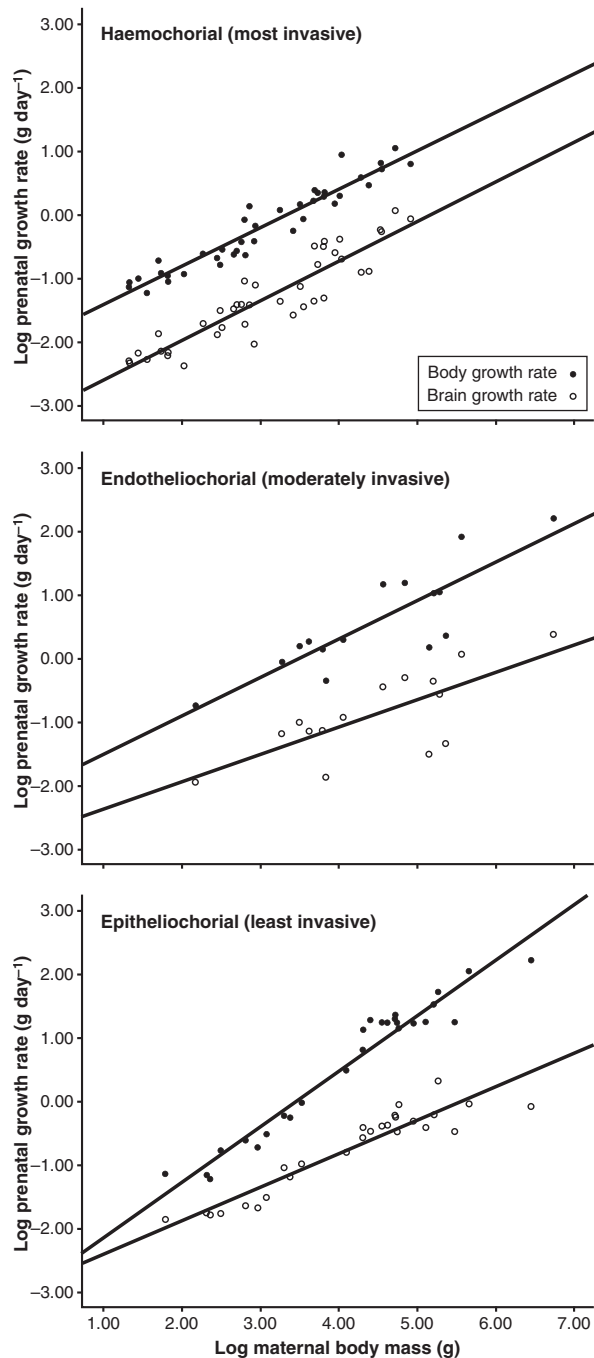 Haemochorial (most invasive)
Log prenatal growth rate (g day⁻¹)
3.00
2.00
1.00
0.00
−1.00
−2.00
−3.00
Body growth rate
Brain growth rate
Endotheliochorial (moderately invasive)
Log prenatal growth rate (g day⁻¹)
3.00
2.00
1.00
0.00
−1.00
−2.00
−3.00
Epitheliochorial (least invasive)
Log prenatal growth rate (g day⁻¹)
3.00
2.00
1.00
0.00
−1.00
−2.00
−3.00
1.00 2.00 3.00 4.00 5.00 6.00 7.00
Log maternal body mass (g)